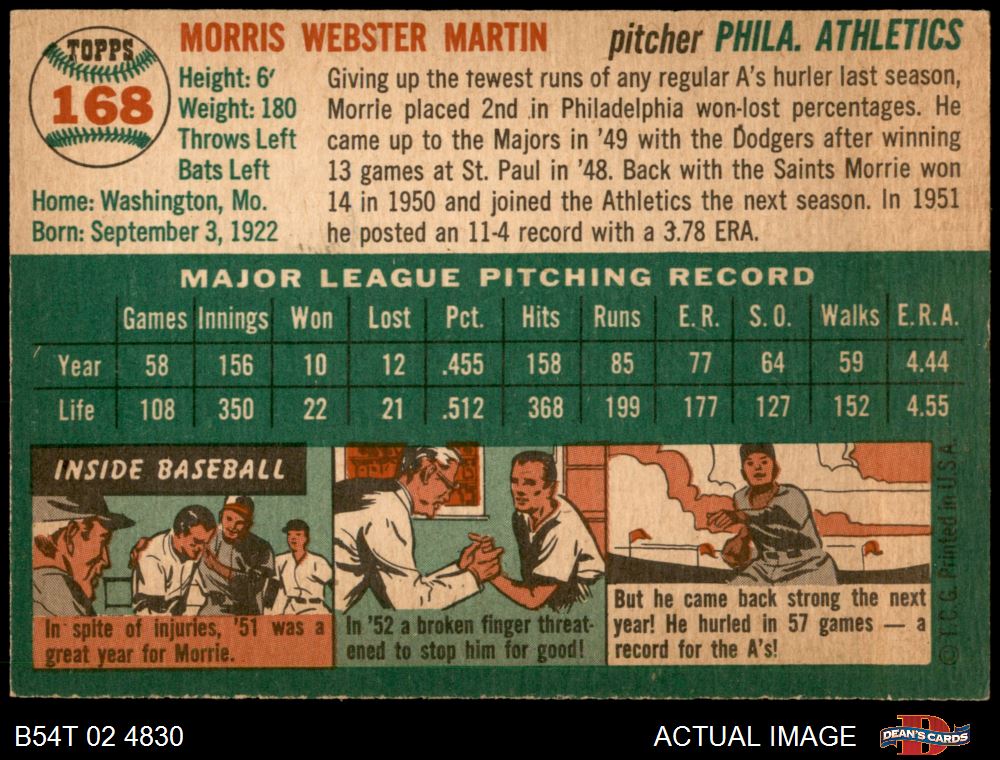 TOPPS
168
MORRIS WEBSTER MARTIN pitcher PHILA. ATHLETICS
Height: 6'
Weight: 180
Throws Left
Bats Left
Home: Washington, Mo.
Born: September 3, 1922
Giving up the fewest runs of any regular A's hurler last season,
Morrie placed 2nd in Philadelphia won-lost percentages. He
came up to the Majors in '49 with the Dodgers after winning
13 games at St. Paul in '48. Back with the Saints Morrie won
14 in 1950 and joined the Athletics the next season. In 1951
he posted an 11-4 record with a 3.78 ERA.
MAJOR LEAGUE PITCHING RECORD
Games Innings Won Lost Pct. Hits Runs E. R. S. O. Walks E.R.A.
Year 58 156 10 12 .455 158 85 77 64 59 4.44
Life 108 350 22 21 .512 368 199 177 127 152 4.55
INSIDE BASEBALL
In spite of injuries, '51 was a
great year for Morrie.
In '52 a broken finger threat-
ened to stop him for good!
But he came back strong the next
year! He hurled in 57 games — a
record for the A's!
© T. C. G. Printed in U.S.A.
B54T 02 4830
ACTUAL IMAGE
D
DEAN'S CARDS